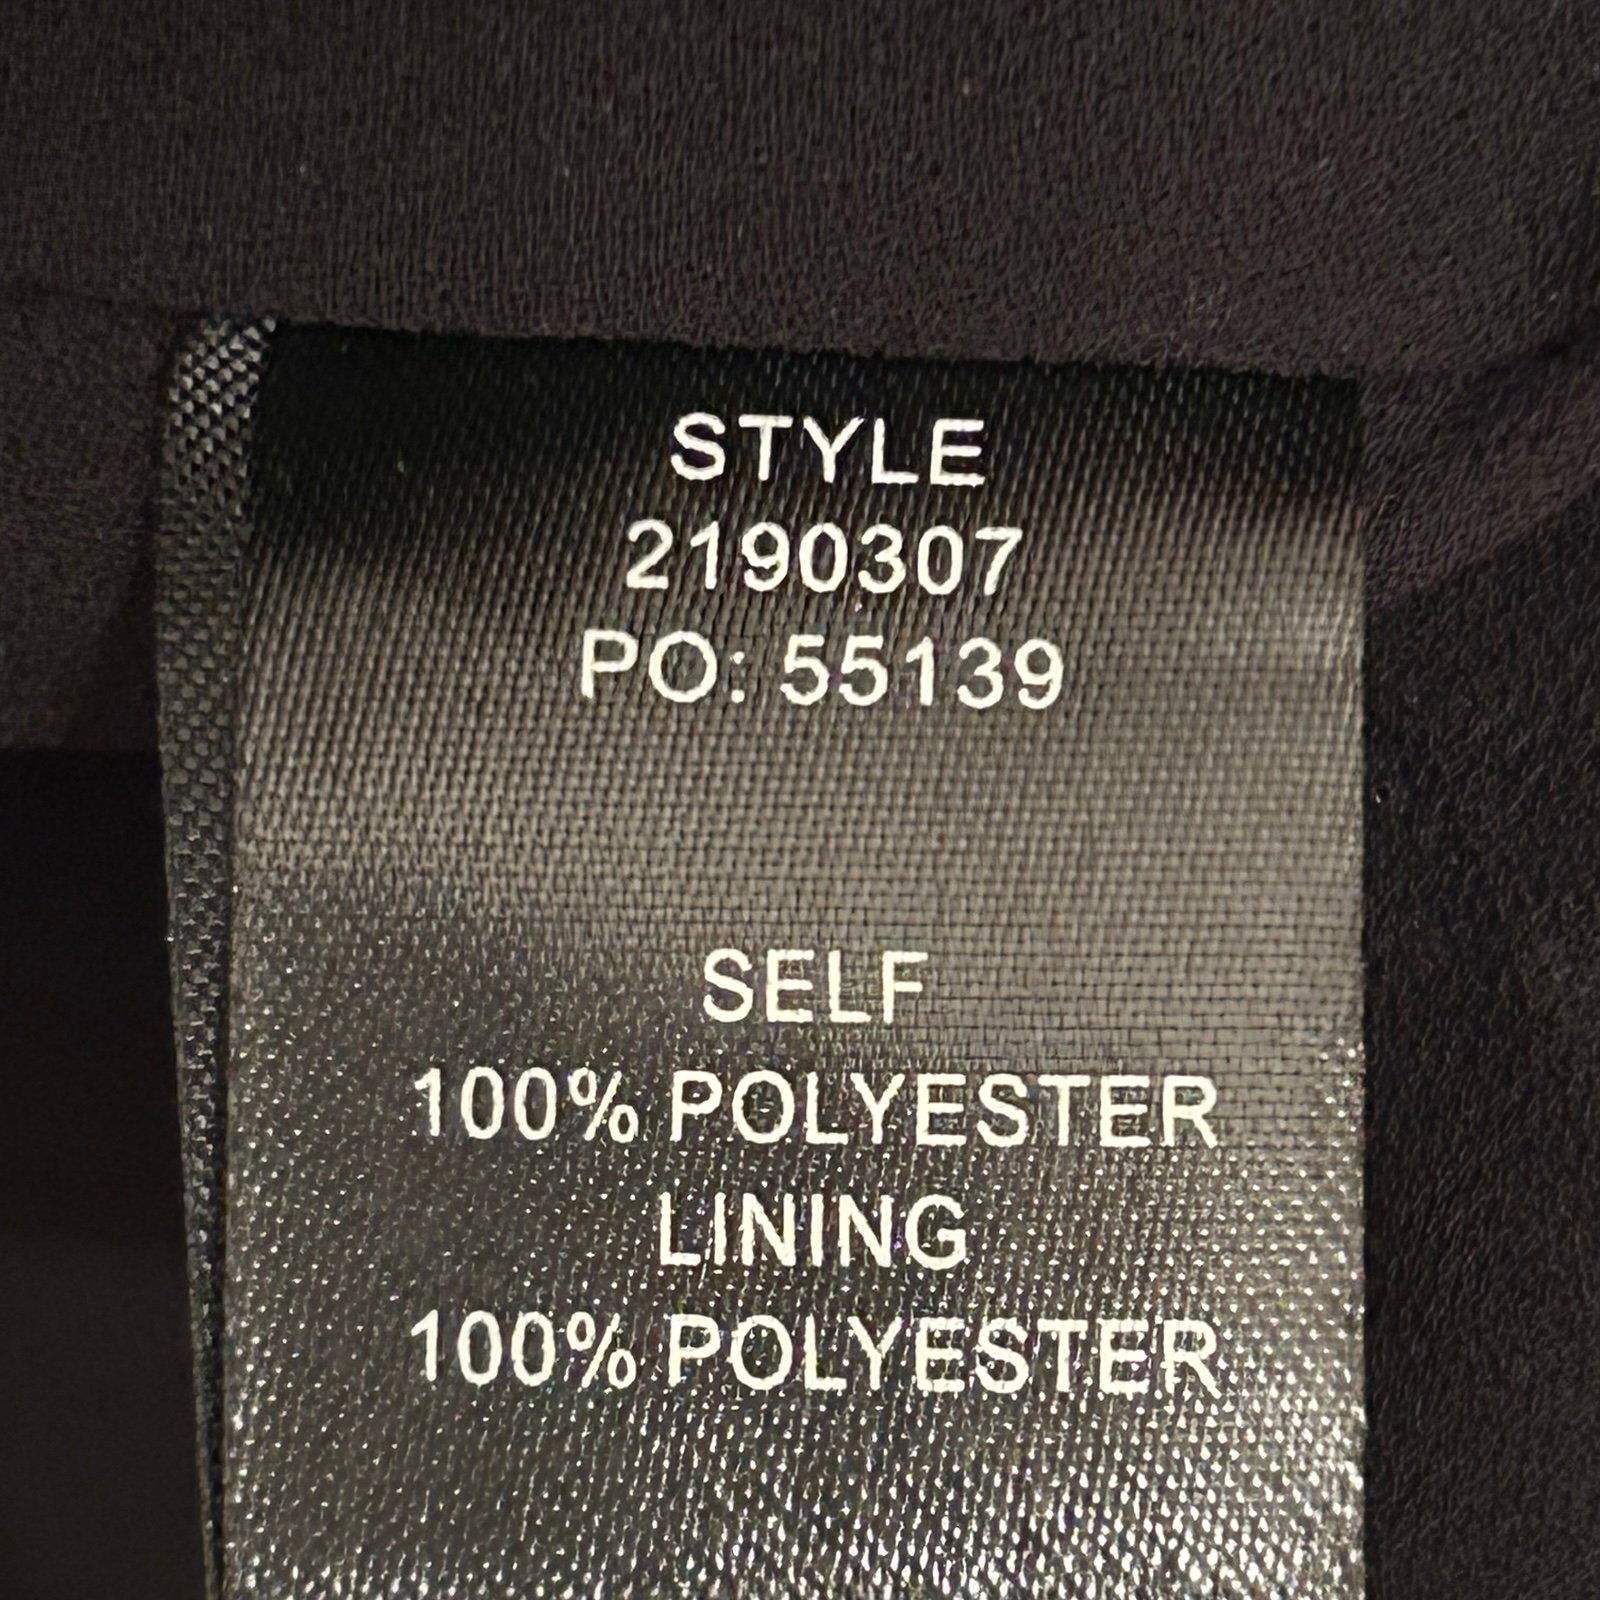 STYLE
2190307
PO: 55139
SELF
100% POLYESTER
LINING
100% POLYESTER